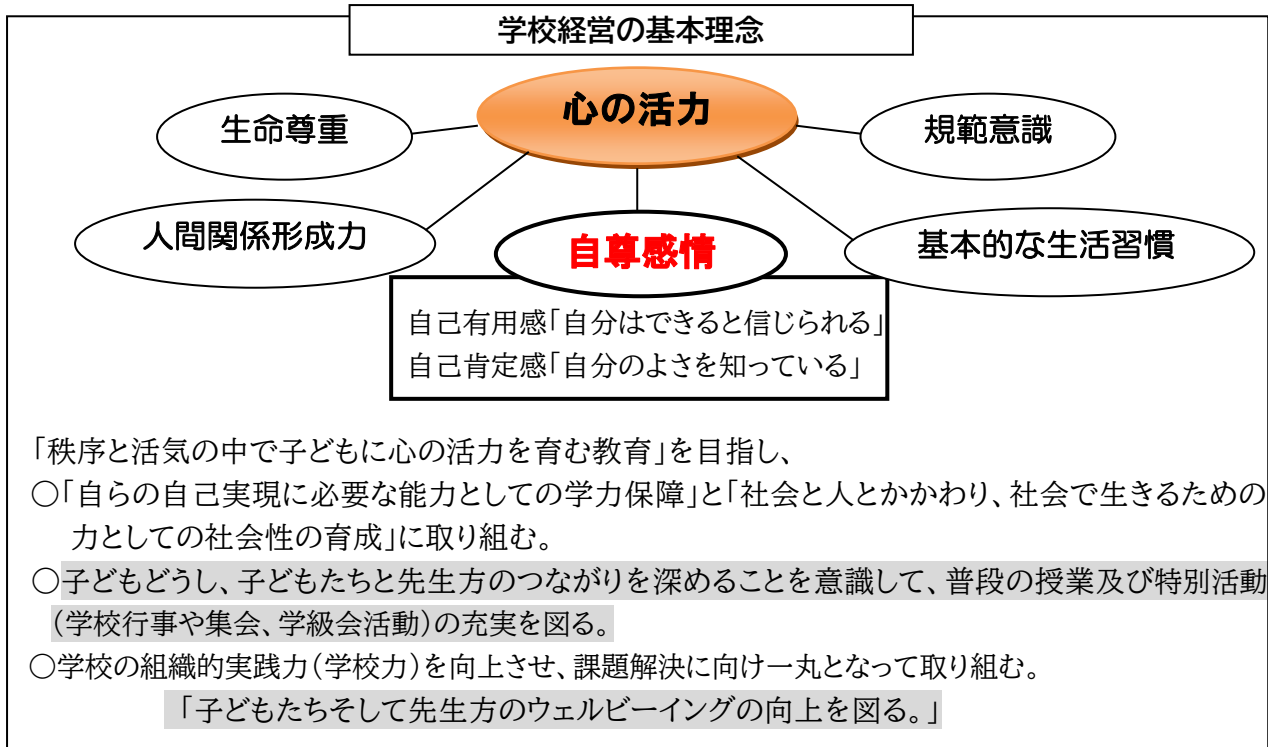 学校経営の基本理念
心の活力
生命尊重
規範意識
人間関係形成力
自尊感情
基本的な生活習慣
自己有用感「自分はできると信じられる」
自己肯定感「自分のよさを知っている」
「秩序と活気の中で子どもに心の活力を育む教育」を目指し、
○「自らの自己実現に必要な能力としての学力保障」と「社会と人とかかわり、社会で生きるための
力としての社会性の育成」に取り組む。
○子どもどうし、子どもたちと先生方のつながりを深めることを意識して、普段の授業及び特別活動
(学校行事や集会、学級会活動)の充実を図る。
○学校の組織的実践力(学校力)を向上させ、課題解決に向け一丸となって取り組む。
「子どもたちそして先生方のウェルビーイングの向上を図る。」